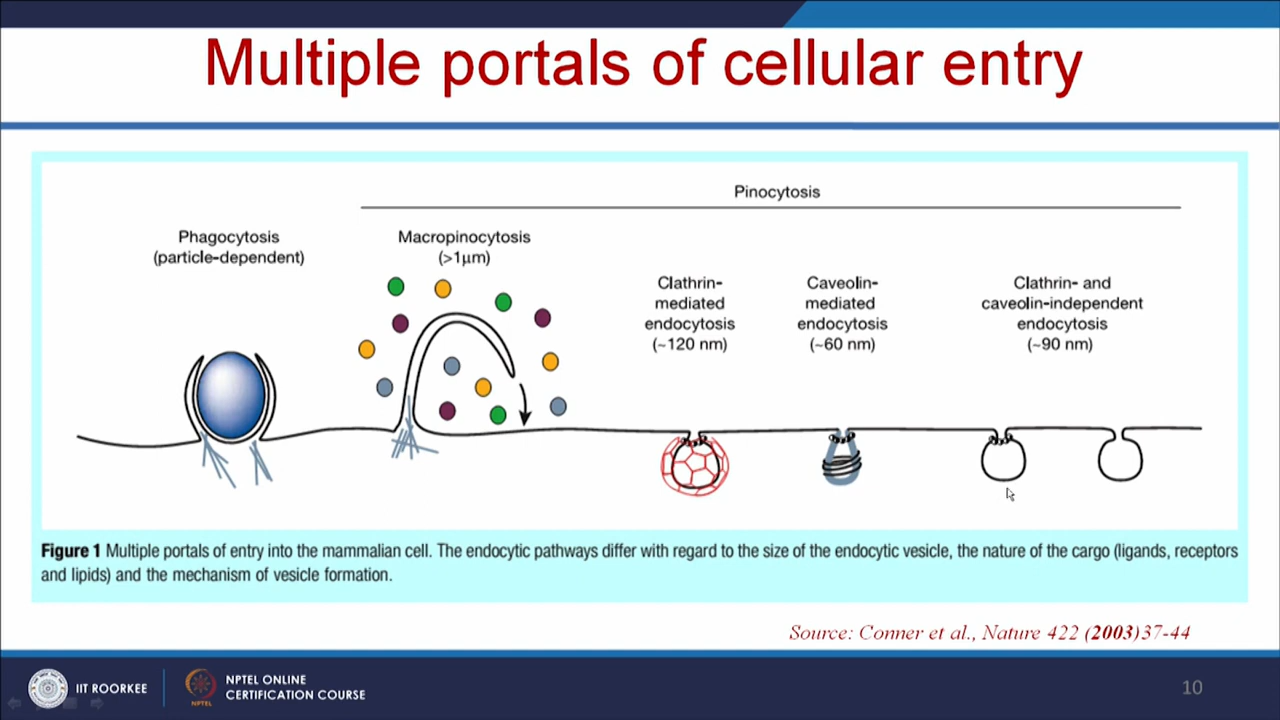 Multiple portals of cellular entry
Pinocytosis
Phagocytosis
(particle-dependent)
Macropinocytosis
(>1μm)
Clathrin-
mediated
endocytosis
(~120 nm)
Caveolin-
mediated
endocytosis
(~60 nm)
Clathrin- and
caveolin-independent
endocytosis
(~90 nm)
Figure 1 Multiple portals of entry into the mammalian cell. The endocytic pathways differ with regard to the size of the endocytic vesicle, the nature of the cargo (ligands, receptors
and lipids) and the mechanism of vesicle formation.
Source: Conner et al., Nature 422 (2003)37-44
IIT ROORKEE
NPTEL
NPTEL ONLINE
CERTIFICATION COURSE
10